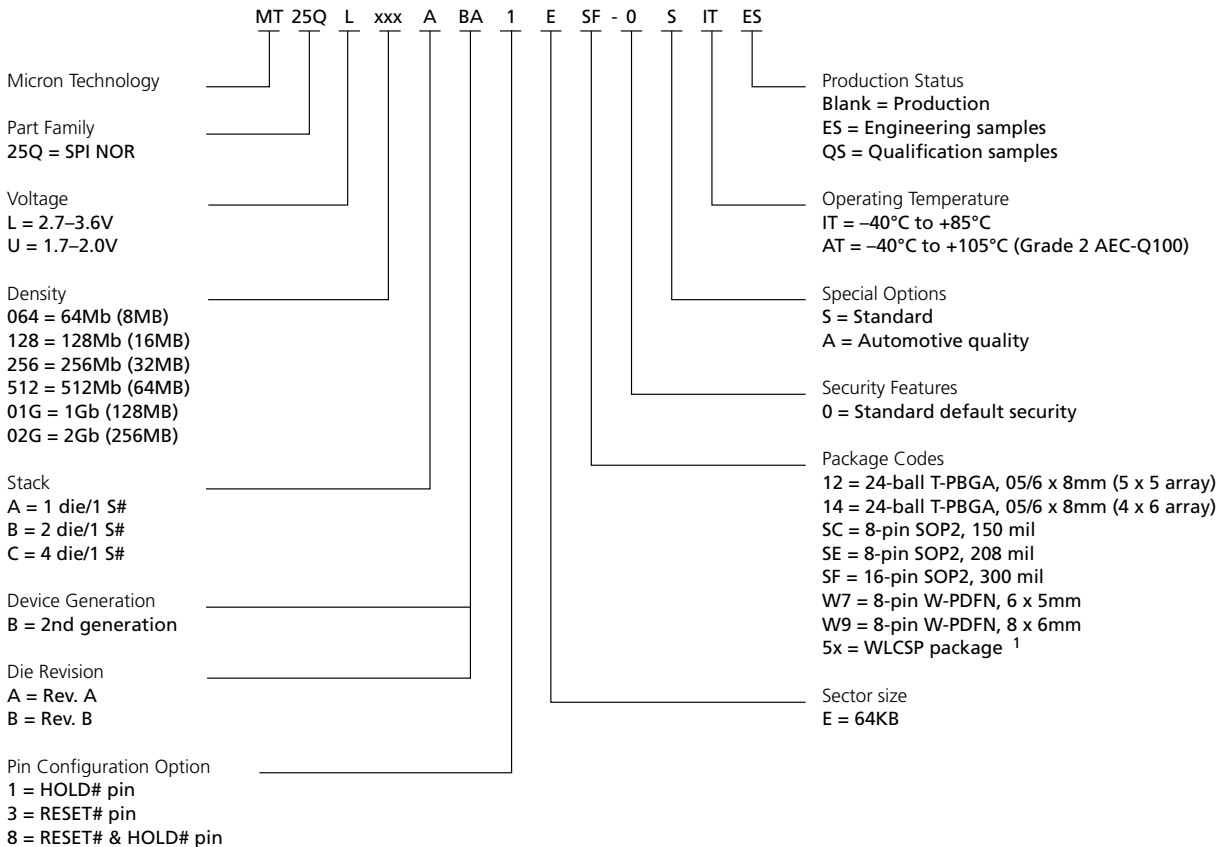 MT 25Q L xxx A BA 1 E SF - 0 S IT ES
Micron Technology
Part Family
25Q = SPI NOR
Voltage
L = 2.7–3.6V
U = 1.7–2.0V
Density
064 = 64Mb (8MB)
128 = 128Mb (16MB)
256 = 256Mb (32MB)
512 = 512Mb (64MB)
01G = 1Gb (128MB)
02G = 2Gb (256MB)
Stack
A = 1 die/1 S#
B = 2 die/1 S#
C = 4 die/1 S#
Device Generation
B = 2nd generation
Die Revision
A = Rev. A
B = Rev. B
Pin Configuration Option
1 = HOLD# pin
3 = RESET# pin
8 = RESET# & HOLD# pin
Production Status
Blank = Production
ES = Engineering samples
QS = Qualification samples
Operating Temperature
IT = –40°C to +85°C
AT = –40°C to +105°C (Grade 2 AEC-Q100)
Special Options
S = Standard
A = Automotive quality
Security Features
0 = Standard default security
Package Codes
12 = 24-ball T-PBGA, 05/6 x 8mm (5 x 5 array)
14 = 24-ball T-PBGA, 05/6 x 8mm (4 x 6 array)
SC = 8-pin SOP2, 150 mil
SE = 8-pin SOP2, 208 mil
SF = 16-pin SOP2, 300 mil
W7 = 8-pin W-PDFN, 6 x 5mm
W9 = 8-pin W-PDFN, 8 x 6mm
5x = WLCSP package 1
Sector size
E = 64KB